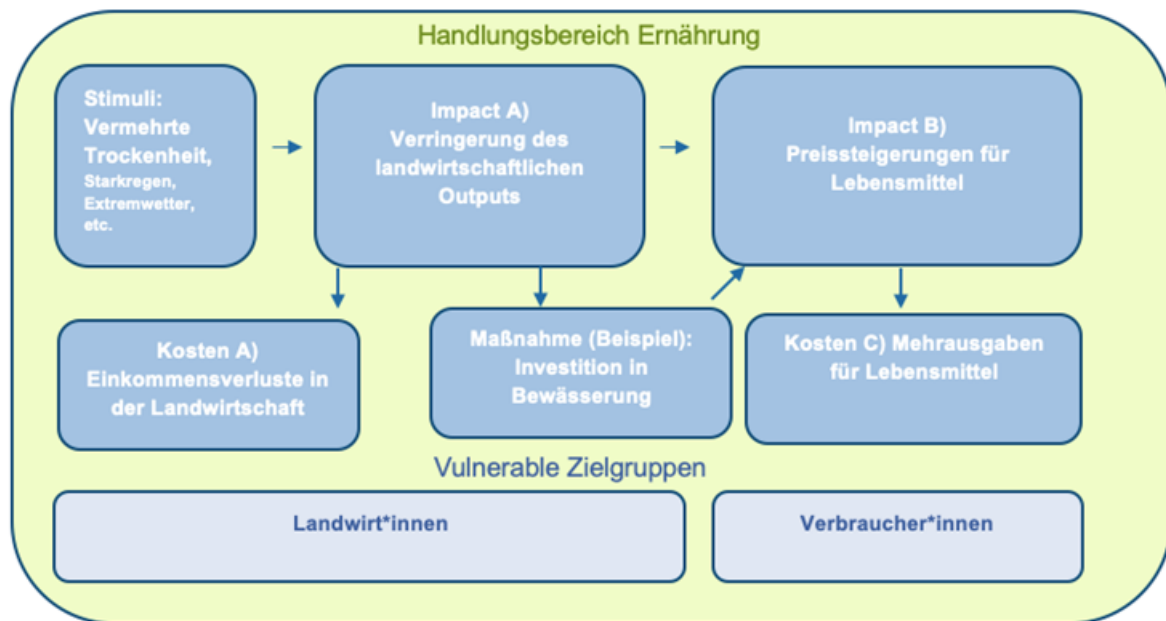 Handlungsbereich Ernährung
Stimuli:
Vermehrte
Trockenheit,
Starkregen,
Extremwetter,
etc.
Impact A)
Verringerung des
landwirtschaftlichen
Outputs
Impact B)
Preissteigerungen für
Lebensmittel
Kosten A)
Einkommensverluste in
der Landwirtschaft
Maßnahme (Beispiel):
Investition in
Bewässerung
Kosten C) Mehrausgaben
für Lebensmittel
Vulnerable Zielgruppen
Landwirt*innen
Verbraucher*innen